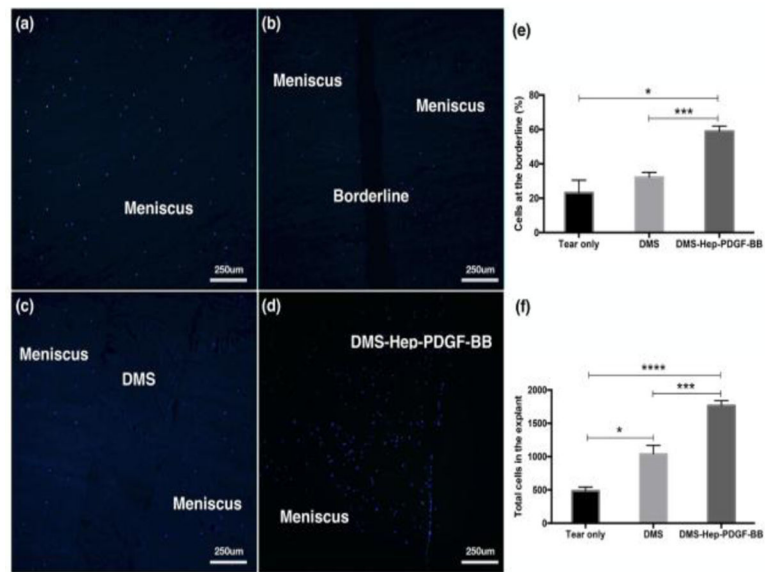 (a)
Meniscus
250um
(b)
Meniscus
Meniscus
Borderline
250um
(c)
Meniscus
DMS
Meniscus
250um
(d)
DMS-Hep-PDGF-BB
Meniscus
250um
(e)
Cells at the borderline (%)
80
60
40
20
0
*
***
Tear only DMS DMS-Hep-PDGF-BB
(f)
Total cells in the explant
2000
1500
1000
500
0
****
***
*
Tear only DMS DMS-Hep-PDGF-BB